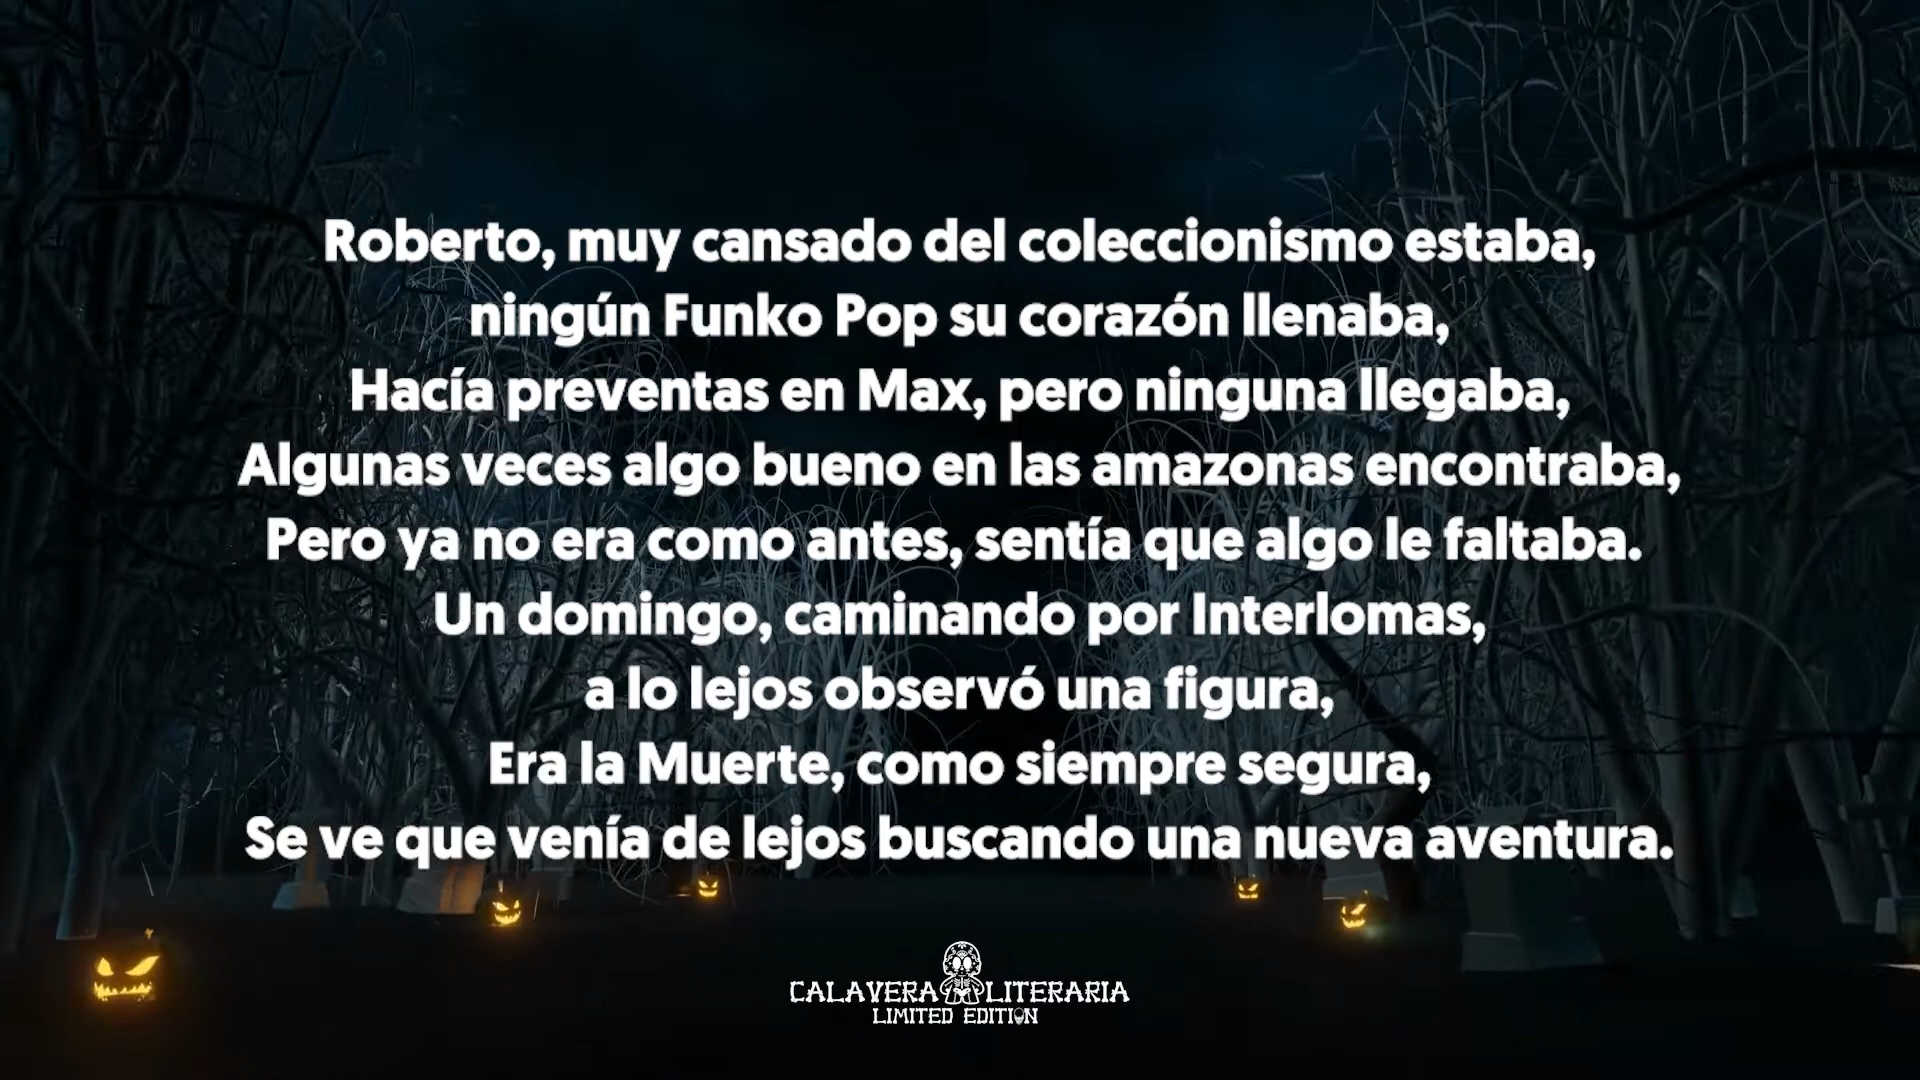 Roberto, muy cansado del coleccionismo estaba,
ningún Funko Pop su corazón llenaba,
Hacía preventas en Max, pero ninguna llegaba,
Algunas veces algo bueno en las amazonas encontraba,
Pero ya no era como antes, sentía que algo le faltaba.
Un domingo, caminando por Interlomas,
a lo lejos observó una figura,
Era la Muerte, como siempre segura,
Se ve que venía de lejos buscando una nueva aventura.
CALAVERA LITERARIA
LIMITED EDITION